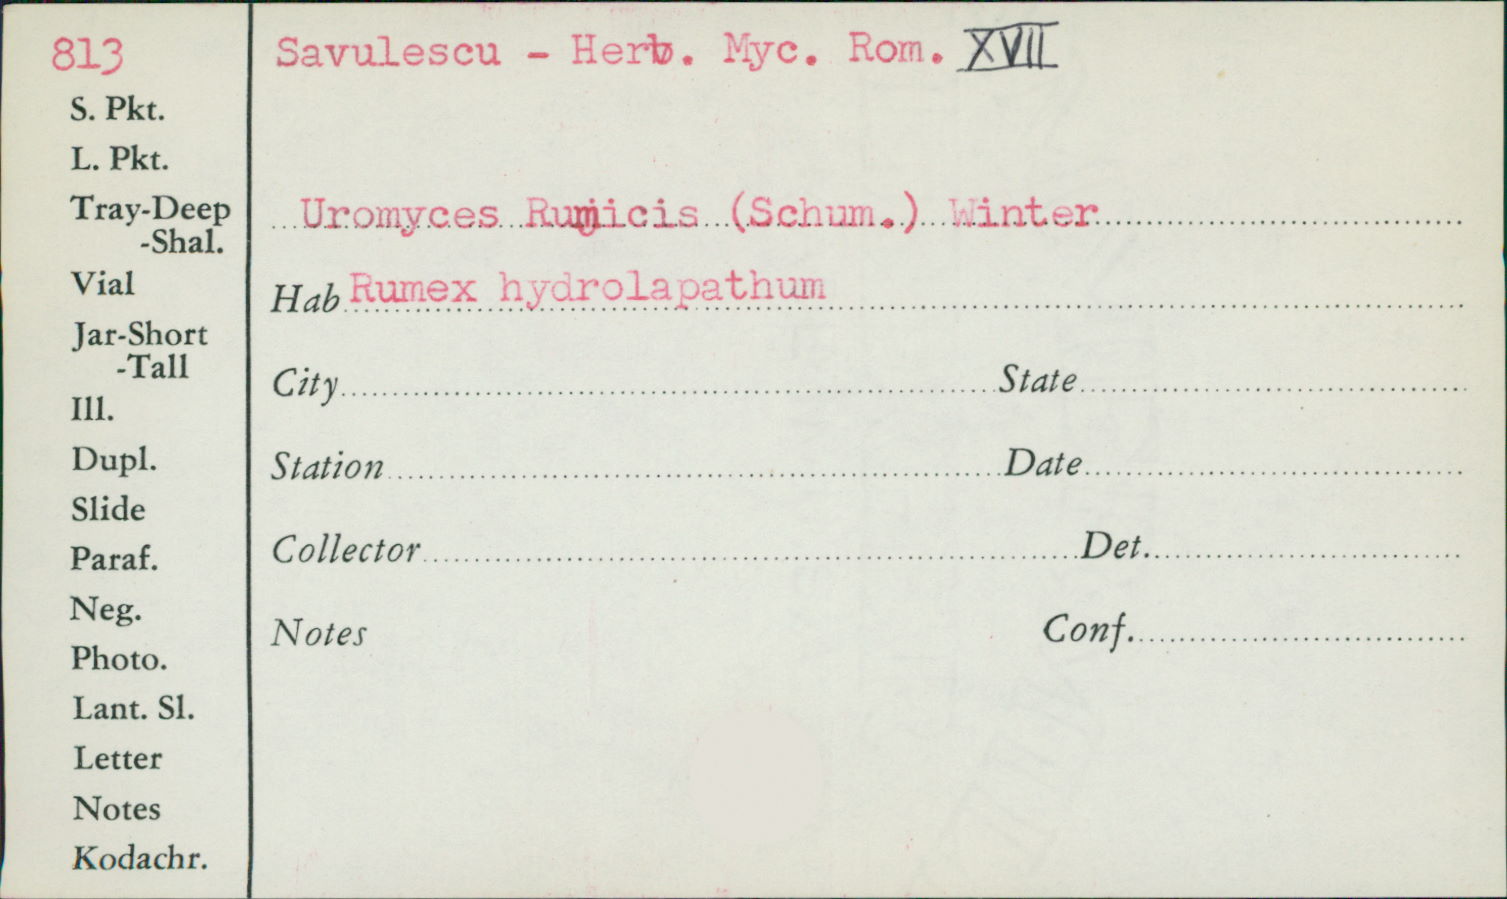 813
Savulescu - Herb. Myc. Rom. XVII
S. Pkt.
L. Pkt.
Tray-Deep
-Shal.
Vial
Jar-Short
-Tall
Ill.
Dupl.
Slide
Paraf.
Neg.
Photo.
Lant. Sl.
Letter
Notes
Kodachr.
Uromyces Rumicis (Schum.) Winter
Hab Rumex hydrolapathum
City State
Station Date
Collector Det.
Notes Conf.